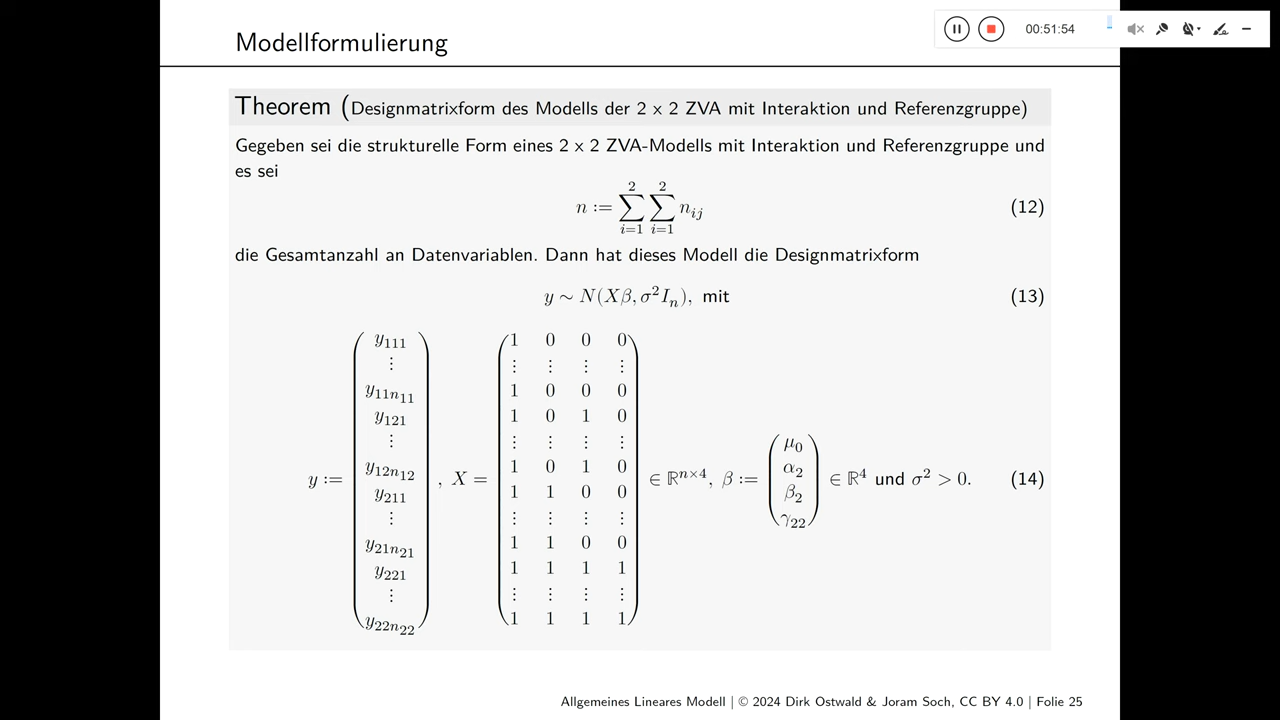 Modellformulierung
00:51:54
Theorem (Designmatrixform des Modells der 2 x 2 ZVA mit Interaktion und Referenzgruppe)
Gegeben sei die strukturelle Form eines 2 x 2 ZVA-Modells mit Interaktion und Referenzgruppe und
es sei
n := ∑_{i=1}^{2} ∑_{i=1}^{2} n_{ij} (12)
die Gesamtanzahl an Datenvariablen. Dann hat dieses Modell die Designmatrixform
y ∼ N(Xβ, σ²I_n), mit (13)
y := (y_{111} ⋮ y_{11n_{11}} y_{121} ⋮ y_{12n_{12}} y_{211} ⋮ y_{21n_{21}} y_{221} ⋮ y_{22n_{22}}), X = (1 0 0 0
⋮ ⋮ ⋮ ⋮
1 0 0 0
1 0 1 0
⋮ ⋮ ⋮ ⋮
1 0 1 0
1 1 0 0
⋮ ⋮ ⋮ ⋮
1 1 0 0
1 1 1 1
⋮ ⋮ ⋮ ⋮
1 1 1 1) ∈ ℝ^{n×4}, β := (μ_0 α_2 β_2 γ_{22}) ∈ ℝ^4 und σ² > 0. (14)
Allgemeines Lineares Modell | © 2024 Dirk Ostwald & Joram Soch, CC BY 4.0 | Folie 25